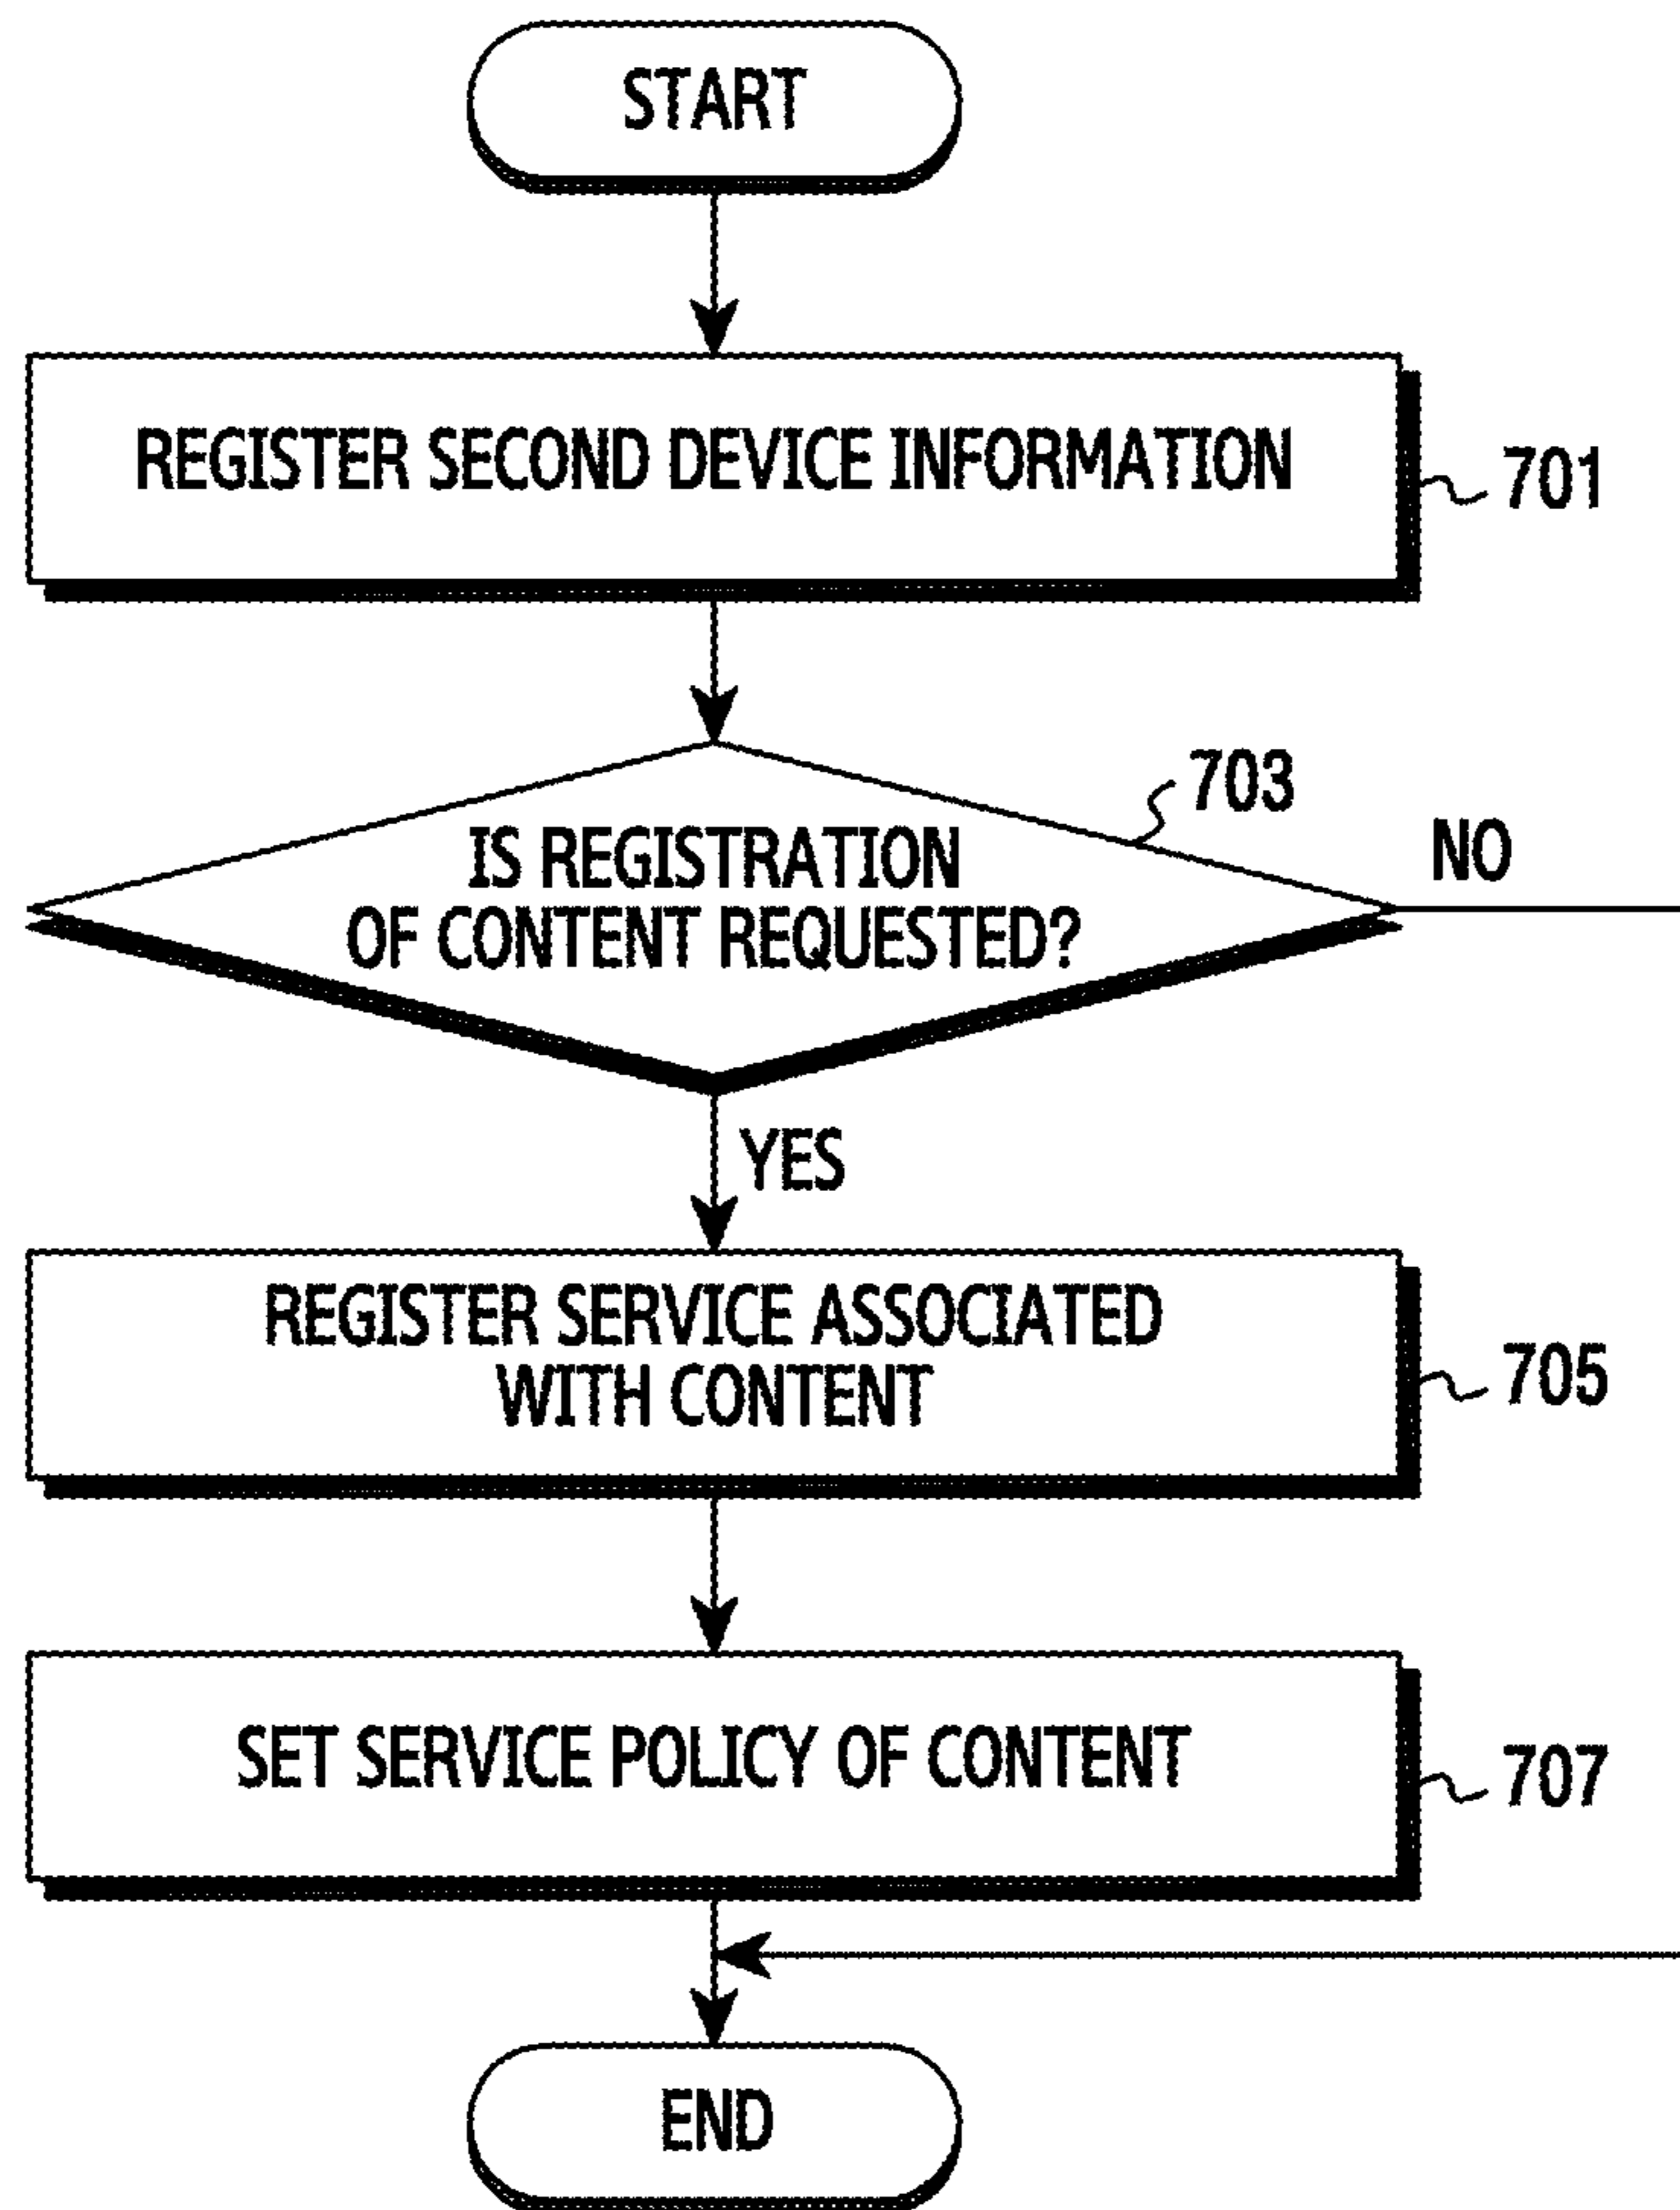 START
REGISTER SECOND DEVICE INFORMATION
701
703
IS REGISTRATION
OF CONTENT REQUESTED?
NO
YES
REGISTER SERVICE ASSOCIATED
WITH CONTENT
705
SET SERVICE POLICY OF CONTENT
707
END